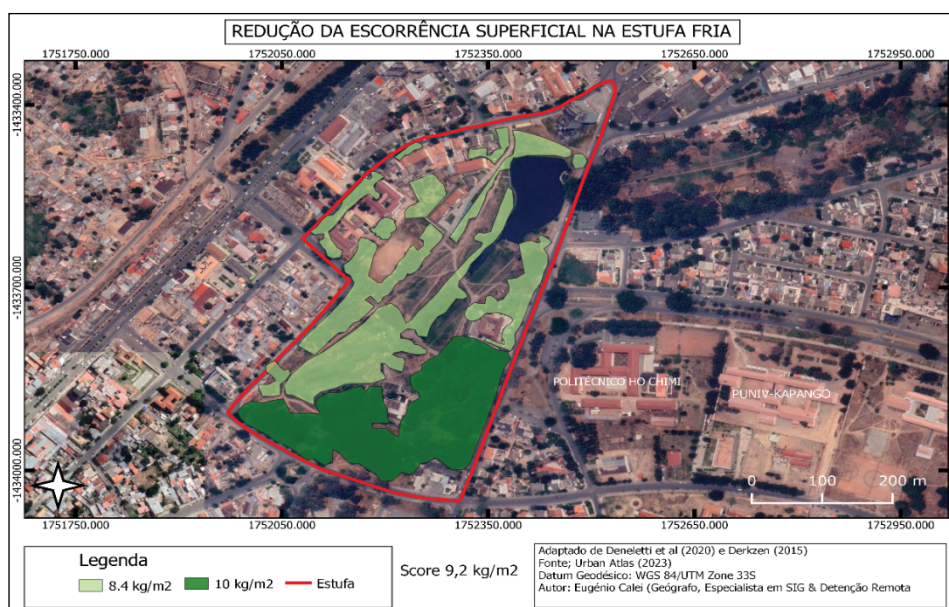 REDUÇÃO DA ESCORRÊNCIA SUPERFICIAL NA ESTUFA FRIA
1751750.000 1752050.000 1752350.000 1752650.000 1752950.000
-1433400.000
-1433700.000
-1434000.000
POLITÉCNICO HO CHIMI
PUNIV-KAPANGO
0 100 200 m
1751750.000 1752050.000 1752350.000 1752650.000 1752950.000
Legenda
8.4 kg/m2 10 kg/m2 Estufa
Score 9,2 kg/m2
Adaptado de Deneletti et al (2020) e Derkzen (2015)
Fonte; Urban Atlas (2023)
Datum Geodésico: WGS 84/UTM Zone 33S
Autor: Eugénio Calei (Geógrafo, Especialista em SIG & Detenção Remota